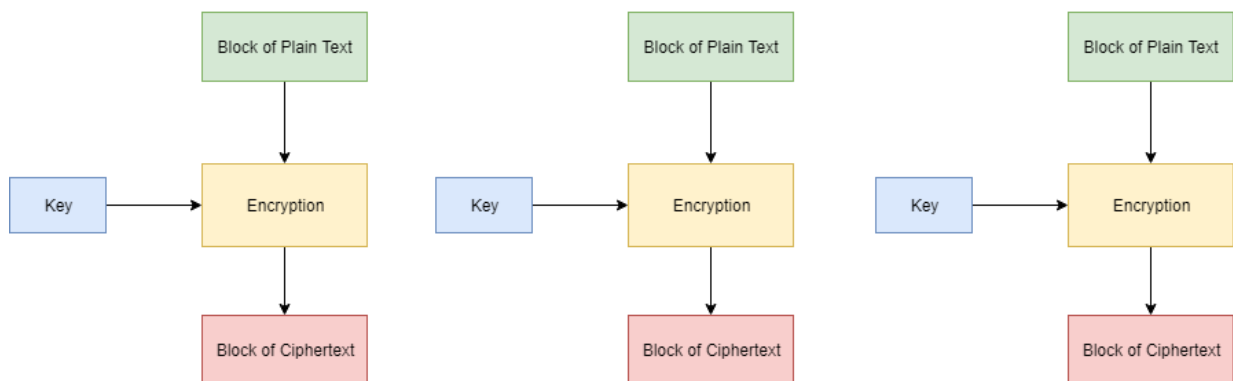 Block of Plain Text
Block of Plain Text
Block of Plain Text
Key
Encryption
Key
Encryption
Key
Encryption
Block of Ciphertext
Block of Ciphertext
Block of Ciphertext